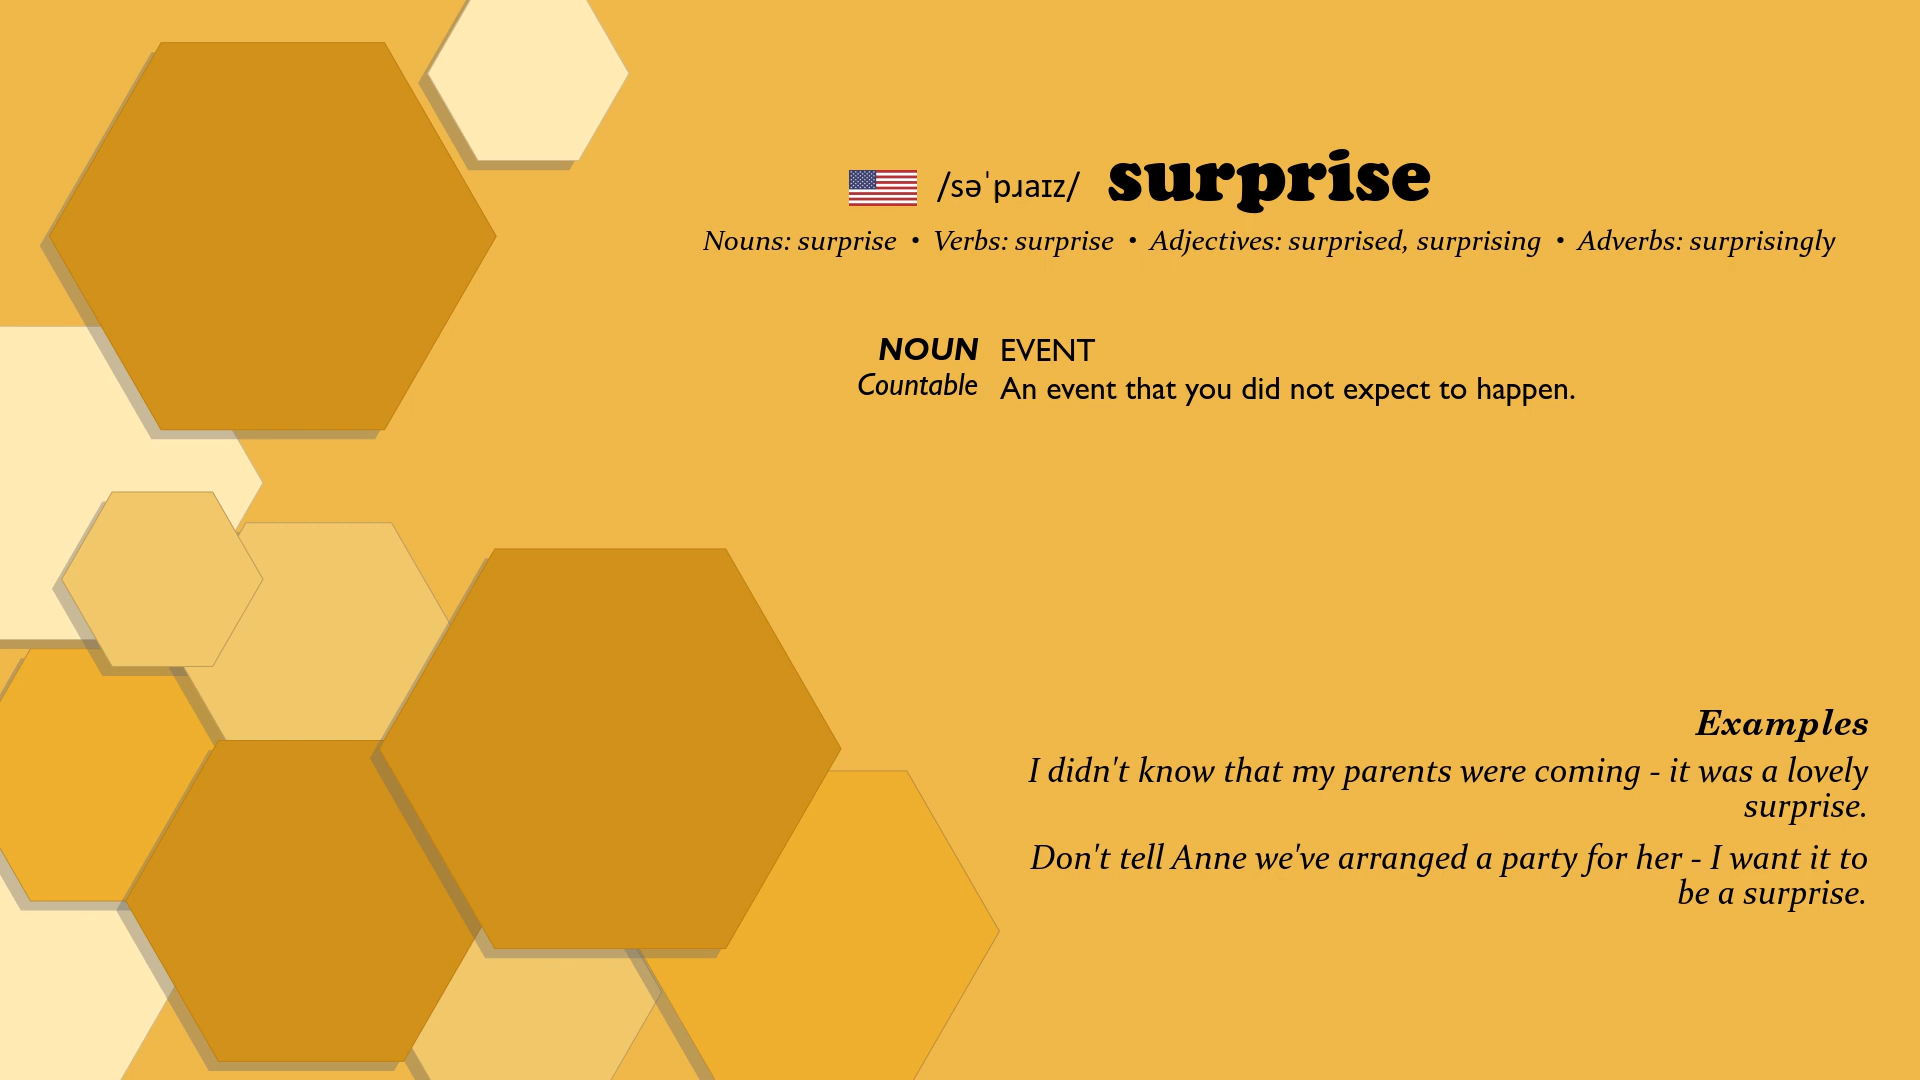 /səˈpɹaɪz/ surprise
Nouns: surprise • Verbs: surprise • Adjectives: surprised, surprising • Adverbs: surprisingly
NOUN EVENT
Countable An event that you did not expect to happen.
Examples
I didn't know that my parents were coming - it was a lovely
surprise.
Don't tell Anne we've arranged a party for her - I want it to
be a surprise.